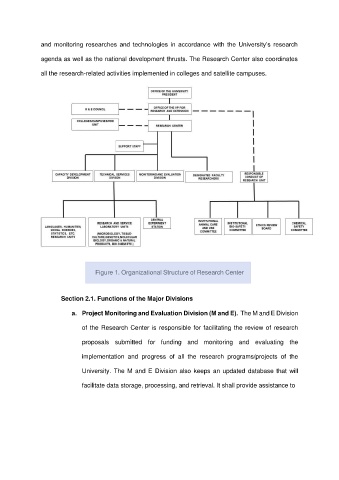 and monitoring researches and technologies in accordance with the University's research
agenda as well as the national development thrusts. The Research Center also coordinates
all the research-related activities implemented in colleges and satellite campuses.
OFFICE OF THE UNIVERSITY
PRESIDENT
R & E COUNCIL
OFFICE OF THE VP FOR
RESEARCH AND EXTENSION
UNIT
RESEARCH CENTER
SUPPORT STAFF
CAPACITY DEVELOPMENT
DIVISION
TECHNICAL SERVICES
DIVISION
MONITORING AND EVALUATION
DIVISION
DESIGNATED FACULTY
RESEARCHERS
RESPONSIBLE
CONDUCT OF
RESEARCH UNIT
LANGUAGES, HUMANITIES,
SOCIAL SCIENCES,
STATISTICS, ETC.
RESEARCH UNITS
RESEARCH AND SERVICE
LABORATORY UNITS
(MICROBIOLOGY, TISSUE
CULTURE, GENETICS, MOLECULAR
BIOLOGY, ORGANIC & NATURAL
PRODUCTS,
CENTRAL
EXPERIMENT
STATION
INSTITUTIONAL
ANIMAL CARE
AND USE
COMMITTEE
INSTITUTIONAL
BIO SAFETY
COMMITTEE
ETHICS REVIEW
BOARD
CHEMICAL
SAFETY
COMMITTEE
Figure 1. Organizational Structure of Research Center
Section 2.1. Functions of the Major Divisions
a. Project Monitoring and Evaluation Division (M and E). The M and E Division
of the Research Center is responsible for facilitating the review of research
proposals submitted for funding and monitoring and evaluating the
implementation and progress of all the research programs/projects of the
University. The M and E Division also keeps an updated database that will
facilitate data storage, processing, and retrieval. It shall provide assistance to